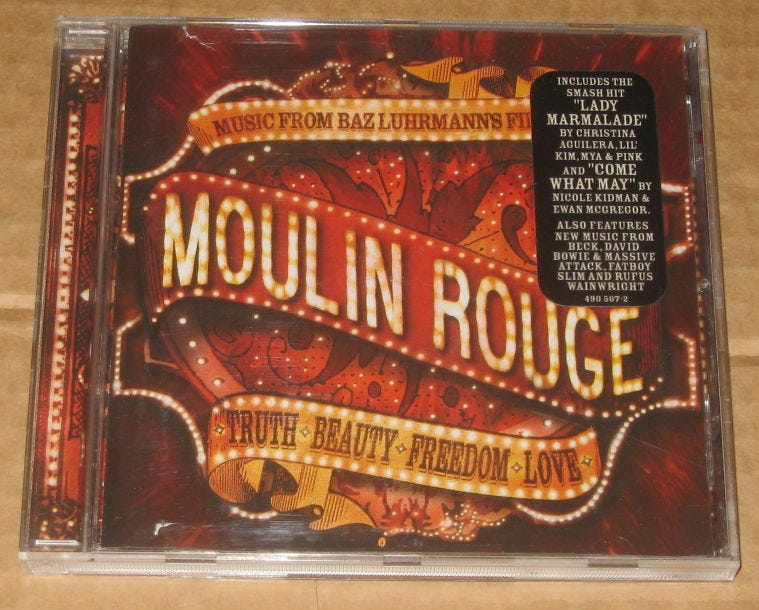 MUSIC FROM BAZ LUHRMANN'S
MOULIN ROUGE
TRUTH · BEAUTY · FREEDOM · LOVE
INCLUDES THE
SMASH HIT
"LADY
MARMALADE"
BY CHRISTINA
AGUILERA, LIL'
KIM, MYA & PINK
AND "COME
WHAT MAY" BY
NICOLE KIDMAN &
EWAN MCGREGOR.
ALSO FEATURES
NEW MUSIC FROM
BECK, DAVID
BOWIE & MASSIVE
ATTACK, FATBOY
SLIM AND RUFUS
WAINWRIGHT
490 507-2